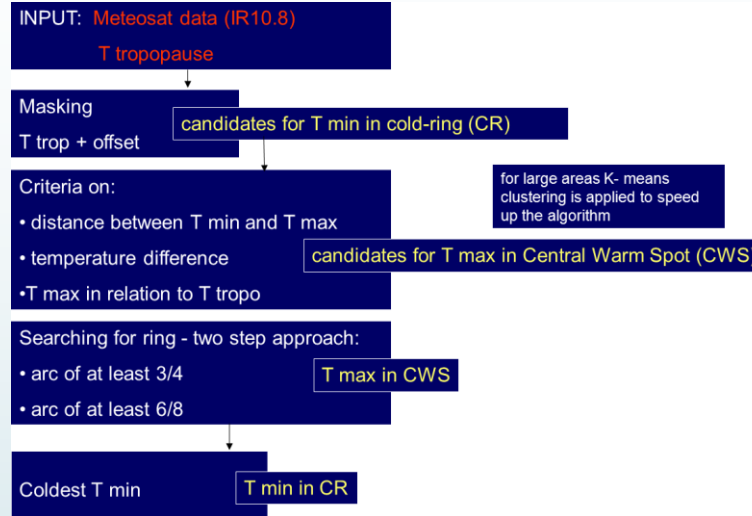 INPUT: Meteosat data (IR10.8)
T tropopause
Masking
T trop + offset
candidates for T min in cold-ring (CR)
Criteria on:
• distance between T min and T max
• temperature difference
•T max in relation to T tropo
for large areas K- means
clustering is applied to speed
up the algorithm
candidates for T max in Central Warm Spot (CWS)
Searching for ring - two step approach:
• arc of at least 3/4
• arc of at least 6/8
T max in CWS
Coldest T min
T min in CR